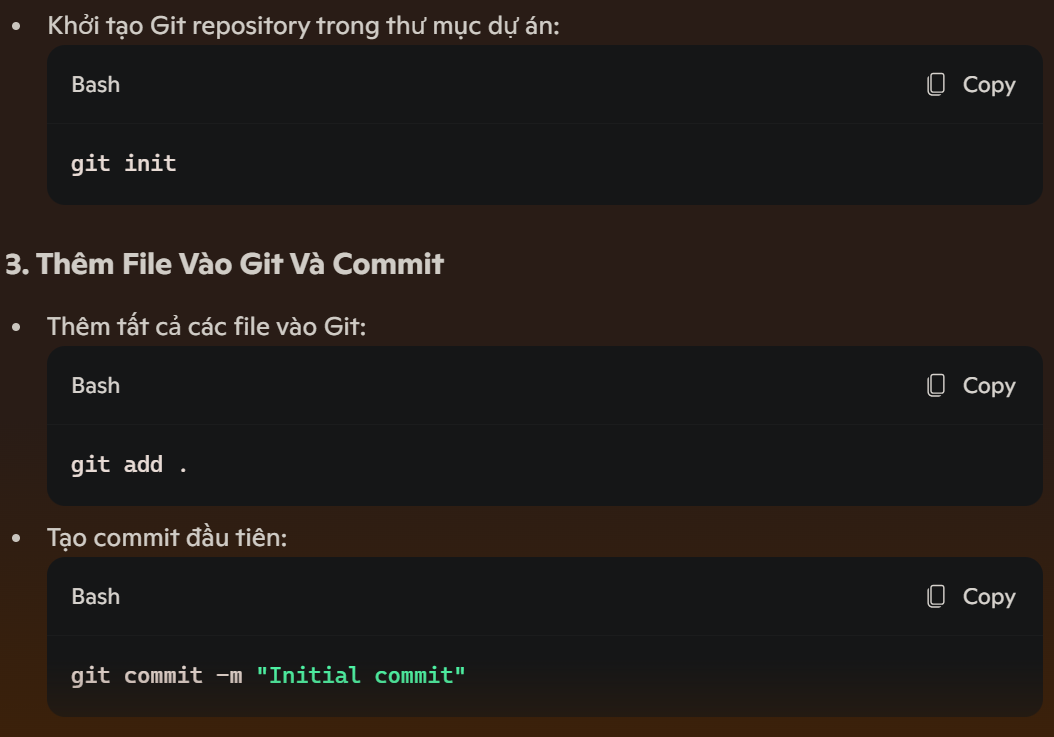 Khởi tạo Git repository trong thư mục dự án:
Bash
Copy
git init
3. Thêm File Vào Git Và Commit
Thêm tất cả các file vào Git:
Bash
Copy
git add .
Tạo commit đầu tiên:
Bash
Copy
git commit -m "Initial commit"